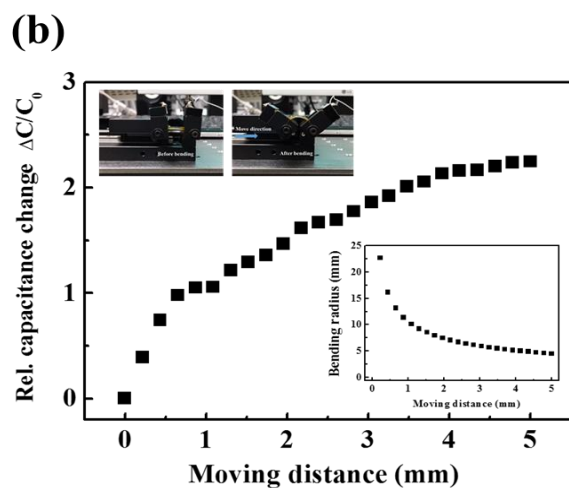 (b)
3
2
1
0
Rel. capacitance change ΔC/C0
Before bending
Move direction
After bending
25
20
15
10
5
0
Bending radius (mm)
0 1 2 3 4 5
Moving distance (mm)
0 1 2 3 4 5
Moving distance (mm)